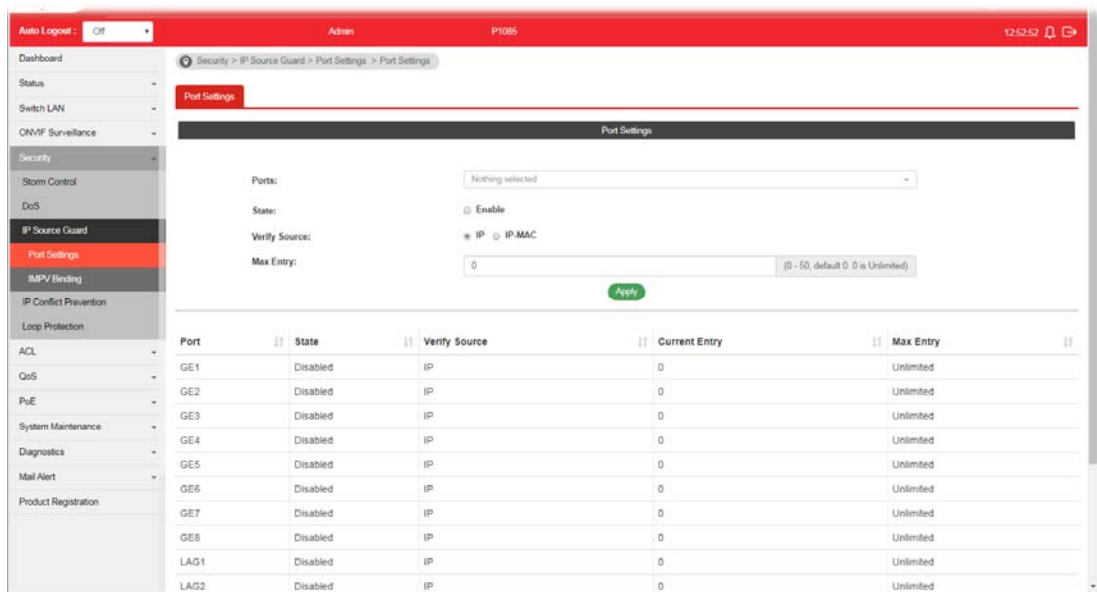 Auto Logout : Off Admin P1085 12:52:52
Dashboard
Status
Switch LAN
ONVIF Surveillance
Security
Storm Control
DoS
IP Source Guard
Port Settings
IMPV Binding
IP Conflict Prevention
Loop Protection
ACL
QoS
PoE
System Maintenance
Diagnostics
Mail Alert
Product Registration
Security > IP Source Guard > Port Settings > Port Settings
Port Settings
Port Settings
Ports: Nothing selected
State: Enable
Verify Source: IP IP-MAC
Max Entry: 0 (0 - 50, default 0. 0 is Unlimited)
Apply
Port State Verify Source Current Entry Max Entry
GE1 Disabled IP 0 Unlimited
GE2 Disabled IP 0 Unlimited
GE3 Disabled IP 0 Unlimited
GE4 Disabled IP 0 Unlimited
GE5 Disabled IP 0 Unlimited
GE6 Disabled IP 0 Unlimited
GE7 Disabled IP 0 Unlimited
GE8 Disabled IP 0 Unlimited
LAG1 Disabled IP 0 Unlimited
LAG2 Disabled IP 0 Unlimited